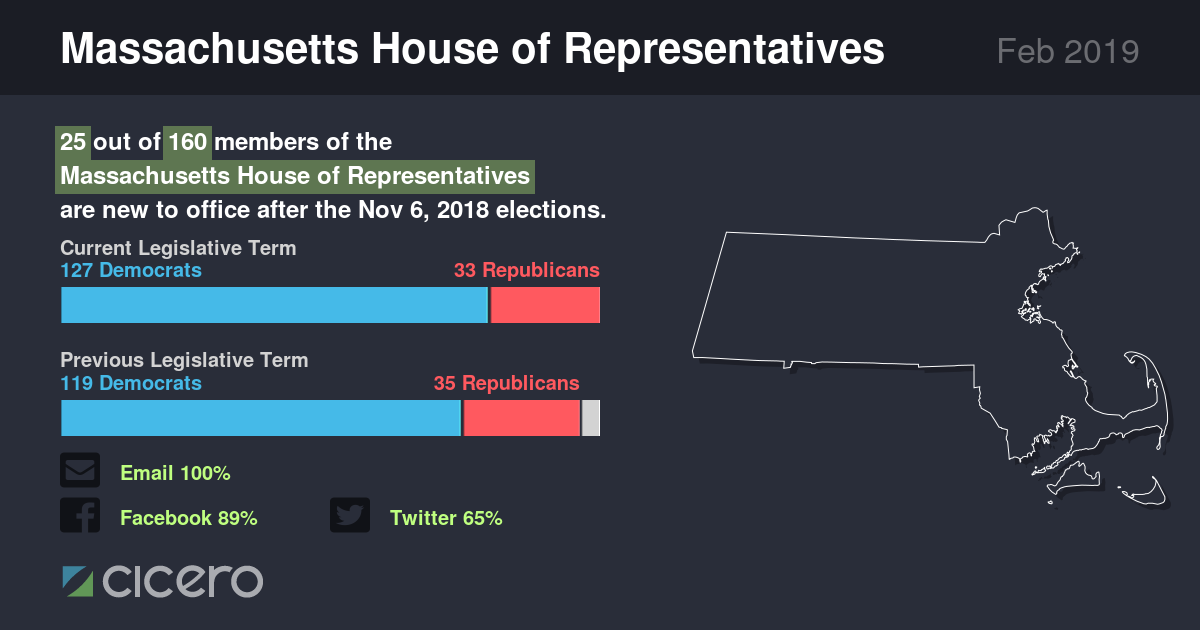 Massachusetts House of Representatives
Feb 2019
25 out of 160 members of the
Massachusetts House of Representatives
are new to office after the Nov 6, 2018 elections.
Current Legislative Term
127 Democrats 33 Republicans
Previous Legislative Term
119 Democrats 35 Republicans
Email 100%
Facebook 89% Twitter 65%
cicero